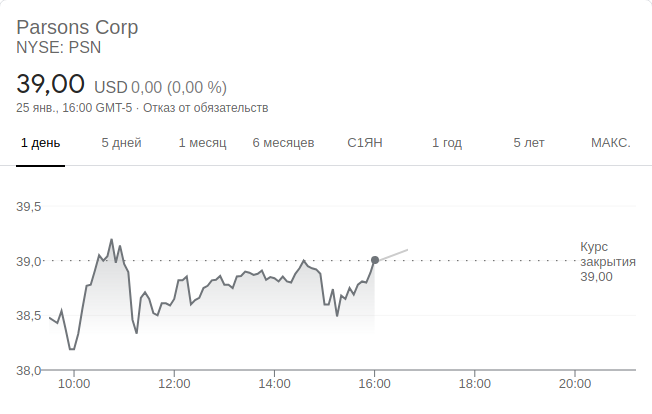 Parsons Corp
NYSE: PSN
39,00 USD 0,00 (0,00 %)
25 янв., 16:00 GMT-5 · Отказ от обязательств
1 день 5 дней 1 месяц 6 месяцев С1ЯН 1 год 5 лет МАКС.
39,5
39,0
38,5
38,0
Курс
закрытия
39,00
10:00 12:00 14:00 16:00 18:00 20:00